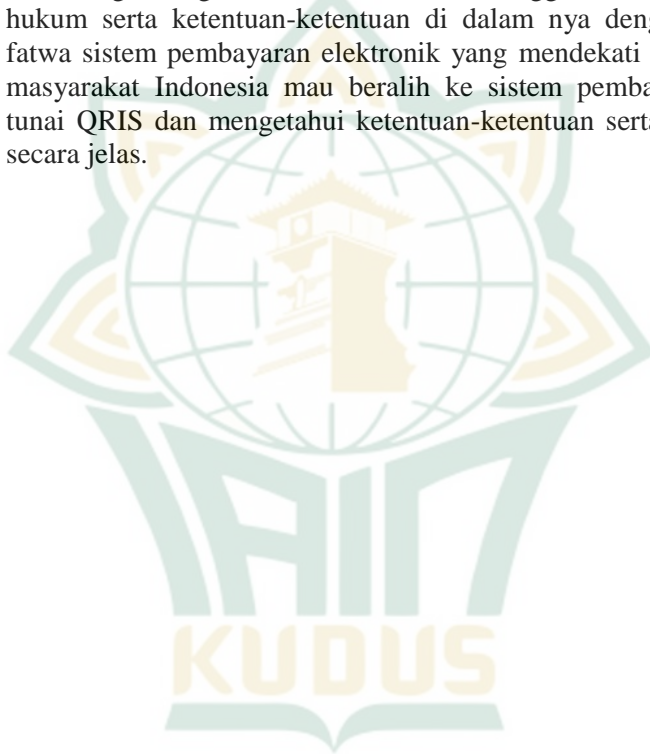 hukum serta ketentuan-ketentuan di dalam nya deng
fatwa sistem pembayaran elektronik yang mendekati
masyarakat Indonesia mau beralih ke sistem pemba
tunai QRIS dan mengetahui ketentuan-ketentuan serta
secara jelas.
IAIN
KUDUS